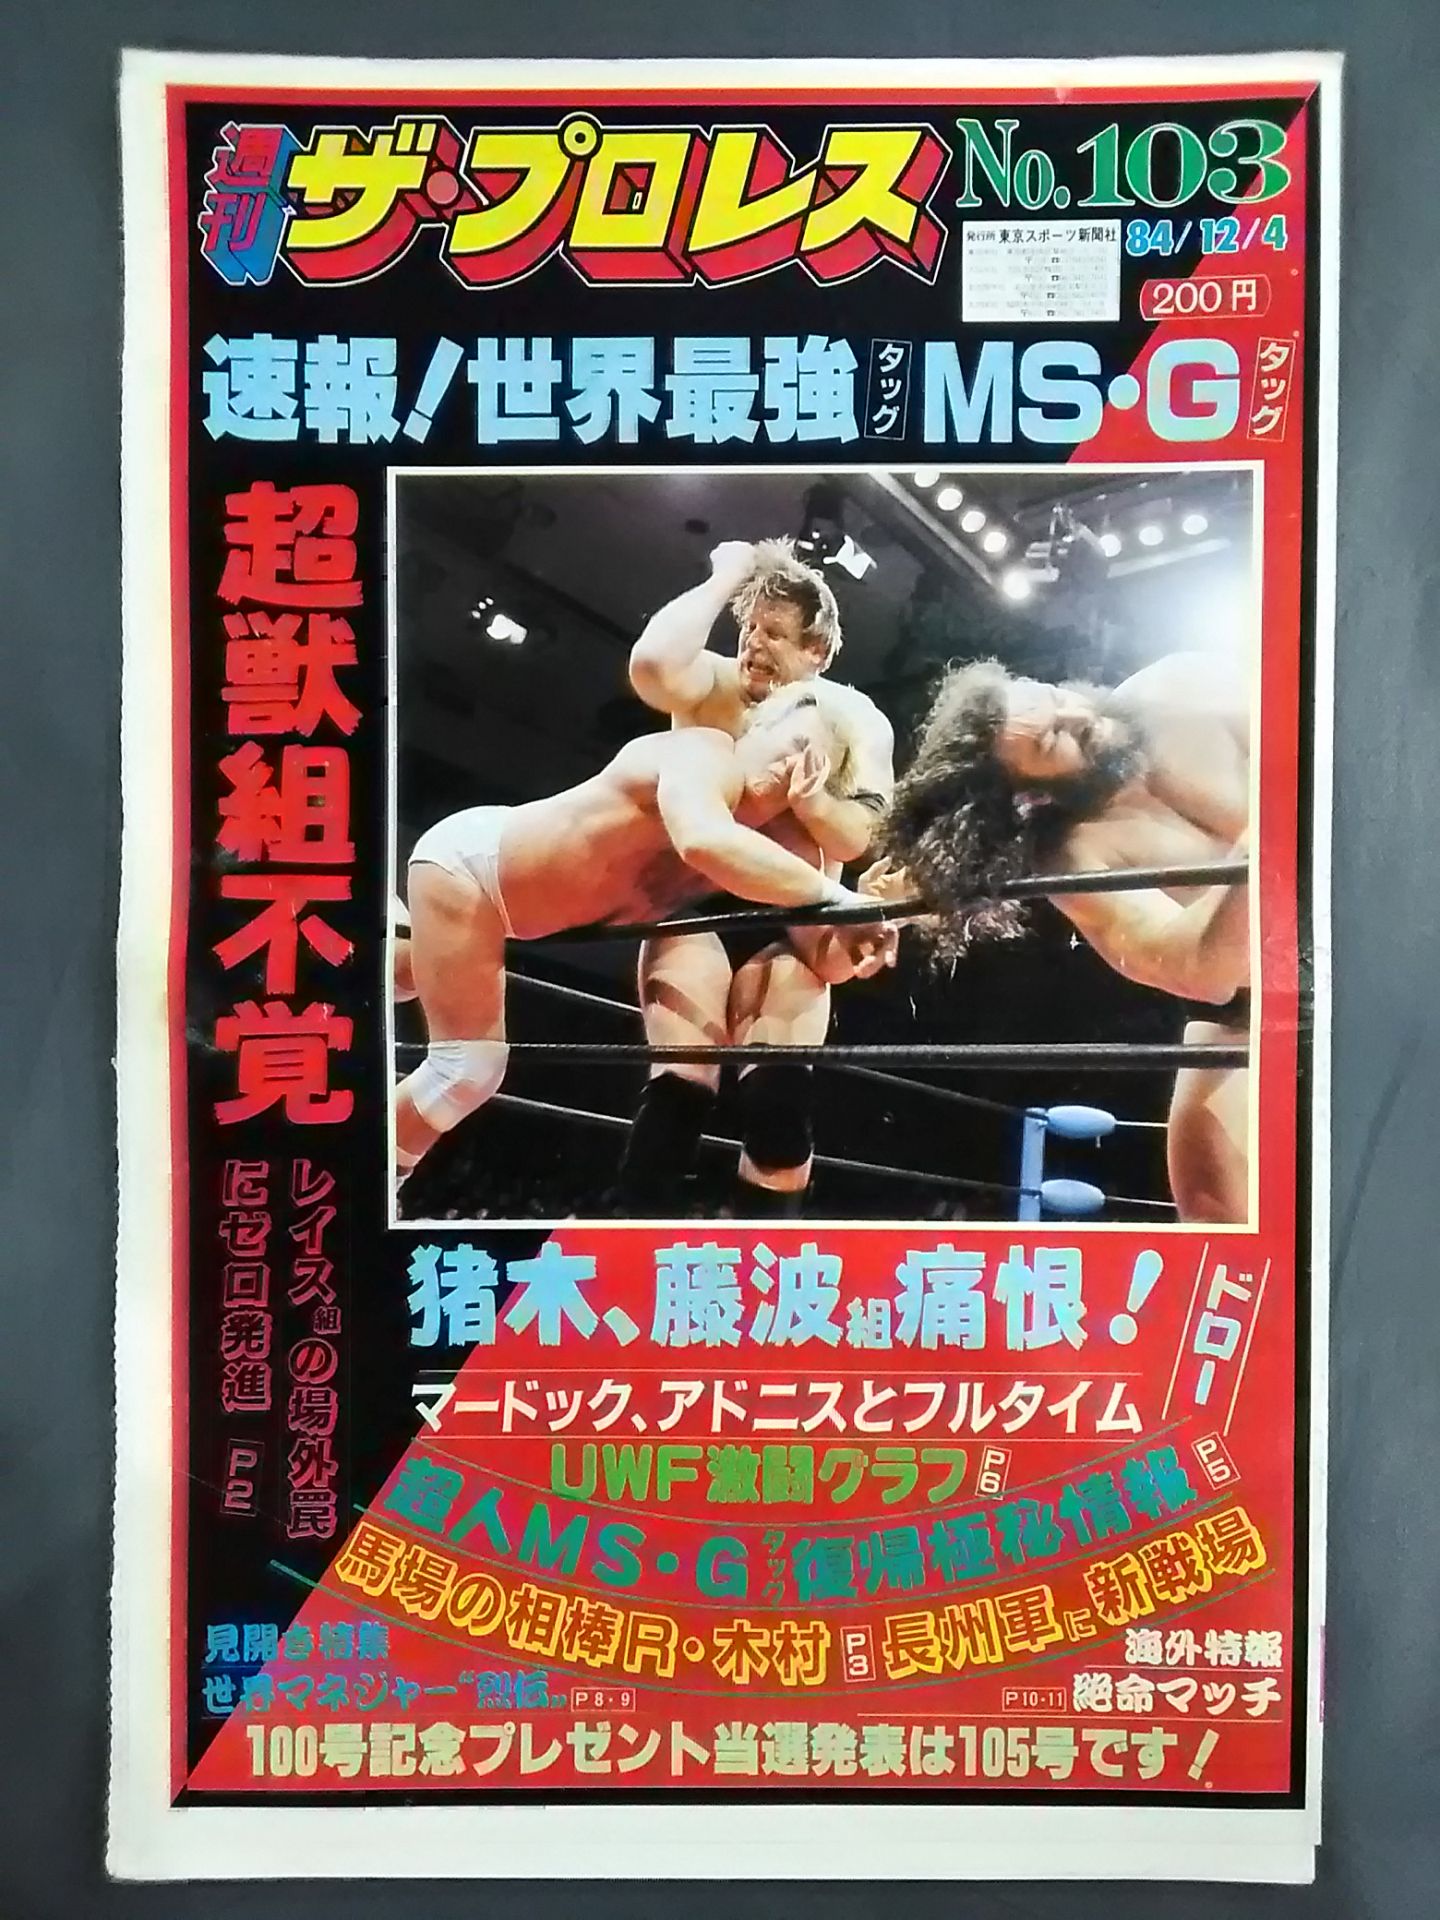 週刊 ザ・プロレス
No.103
発行所 東京スポーツ新聞社
84/12/4
200円
速報!世界最強タッグ MS・Gタッグ
超獣組不覚
レイス組の場外罠
にゼロ発進 P2
猪木、藤波組痛恨!
ドロー
マードック、アドニスとフルタイム
UWF激闘グラフ P6
超人MS・Gタッグ復帰極秘情報 P5
馬場の相棒R・木村 P3 長州軍に新戦場
見開き特集
世界マネジャー“烈伝” P8・9
海外特報
P10・11 絶命マッチ
100号記念プレゼント当選発表は105号です!